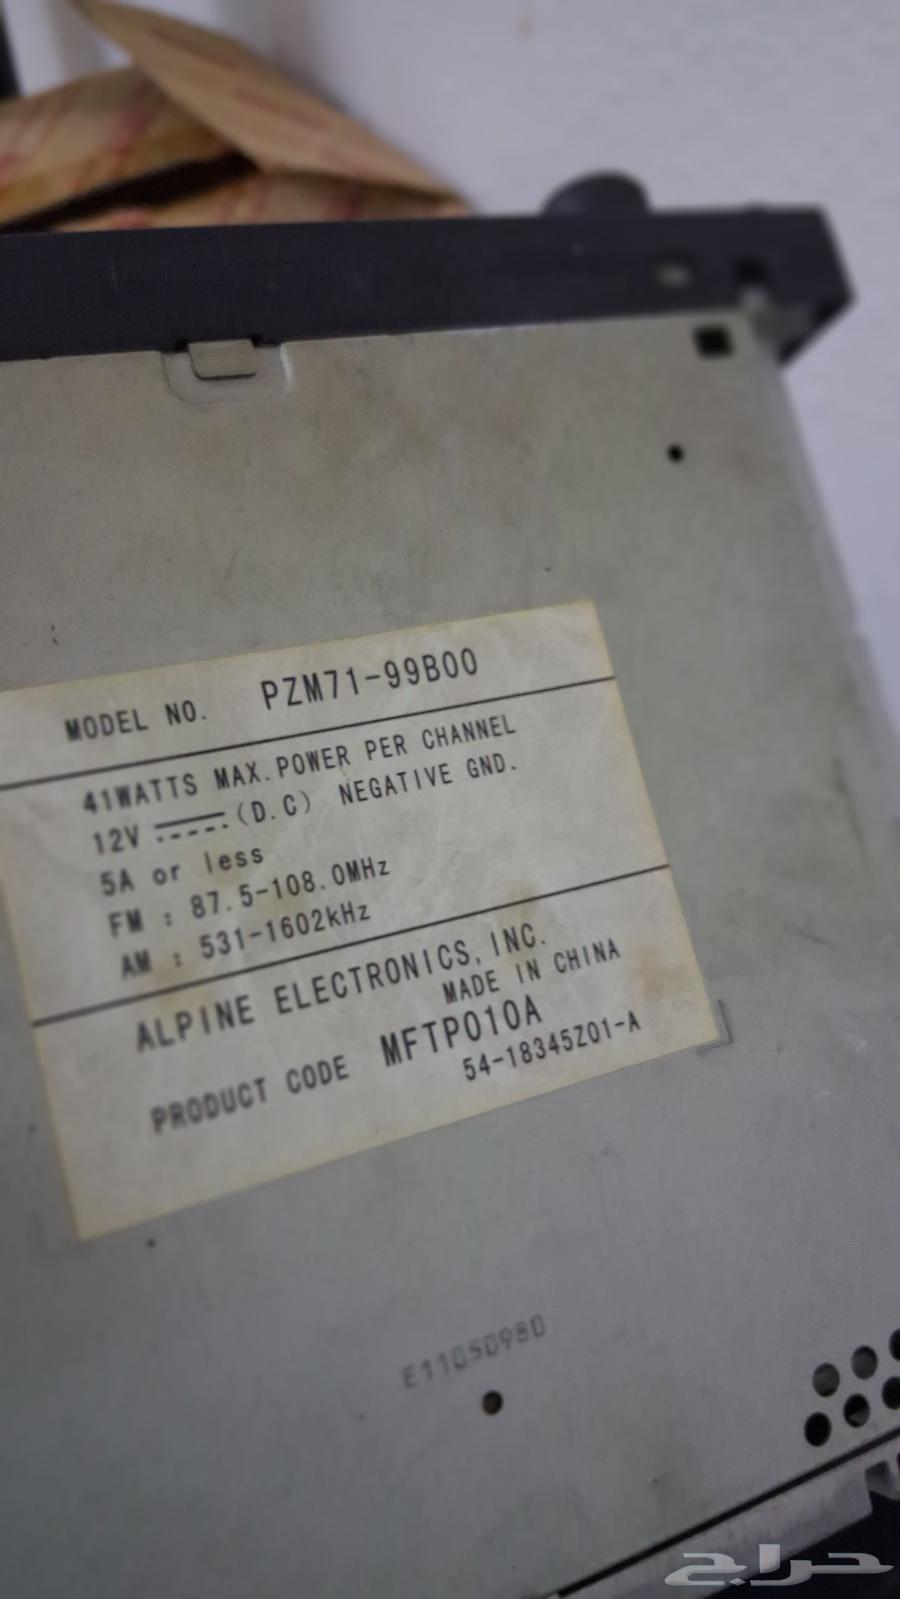 MODEL NO. PZM71-99B00
41WATTS MAX.POWER PER CHANNEL
12V (D.C) NEGATIVE GND.
5A or less
FM : 87.5-108.0MHz
AM : 531-1602kHz
ALPINE ELECTRONICS, INC.
MADE IN CHINA
PRODUCT CODE MFTP010A
54-18345Z01-A
E11050980
حراج